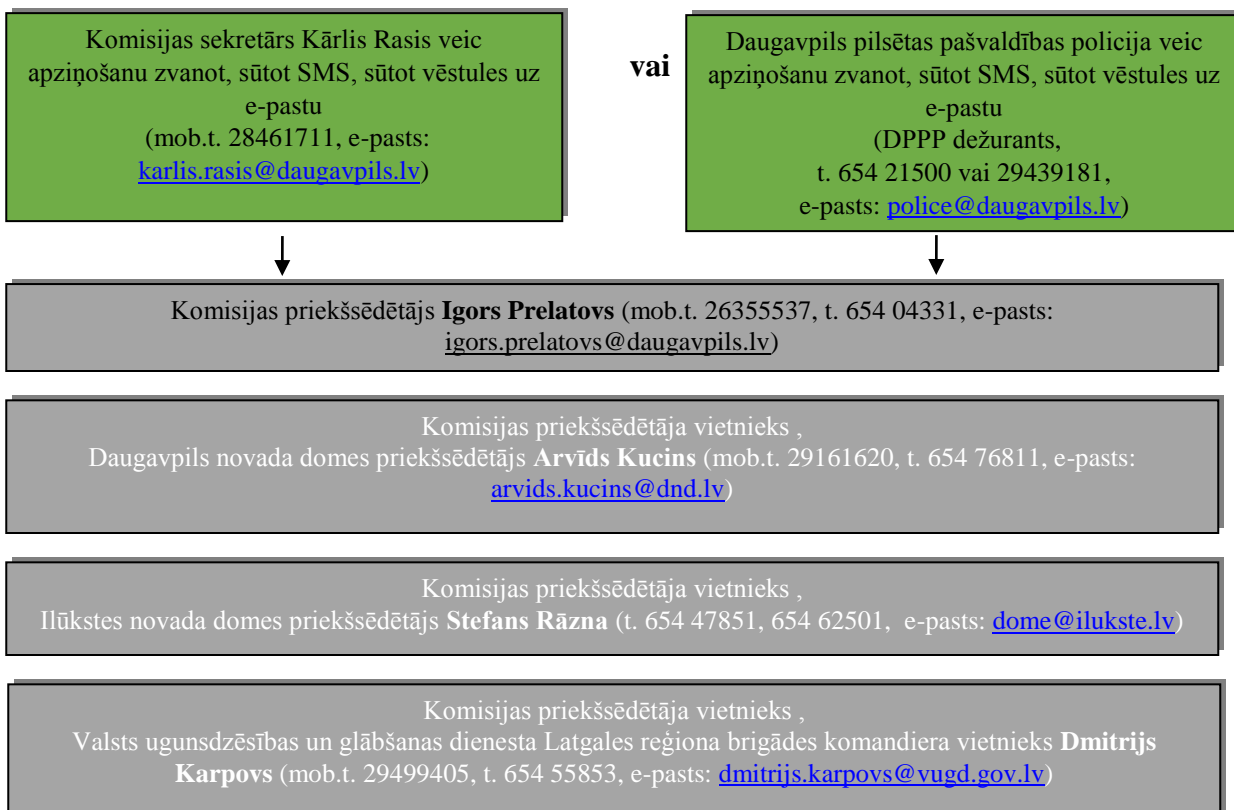 Komisijas sekretārs Kārlis Rasis veic
apziņošanu zvanot, sūtot SMS, sūtot vēstules uz
e-pastu
(mob.t. 28461711, e-pasts:
karlis.rasis@daugavpils.lv)
vai
Daugavpils pilsētas pašvaldības policija veic
apziņošanu zvanot, sūtot SMS, sūtot vēstules uz
e-pastu
(DPPP dežurants,
t. 654 21500 vai 29439181,
e-pasts: police@daugavpils.lv)
Komisijas priekšsēdētājs Igors Prelatovs (mob.t. 26355537, t. 654 04331, e-pasts:
igors.prelatovs@daugavpils.lv)
Komisijas priekšsēdētāja vietnieks ,
Daugavpils novada domes priekšsēdētājs Arvīds Kucins (mob.t. 29161620, t. 654 76811, e-pasts:
arvids.kucins@dnd.lv)
Komisijas priekšsēdētāja vietnieks ,
Ilūkstes novada domes priekšsēdētājs Stefans Rāzna (t. 654 47851, 654 62501, e-pasts: dome@ilukste.lv)
Komisijas priekšsēdētāja vietnieks ,
Valsts ugunsdzēsības un glābšanas dienesta Latgales reģiona brigādes komandiera vietnieks Dmitrijs
Karpovs (mob.t. 29499405, t. 654 55853, e-pasts: dmitrijs.karpovs@vugd.gov.lv)